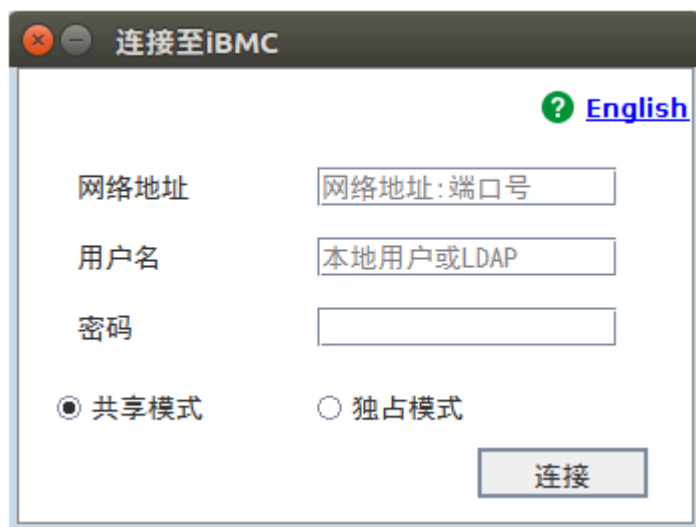 连接至iBMC
English
网络地址 网络地址:端口号
用户名 本地用户或LDAP
密码
共享模式 独占模式
连接